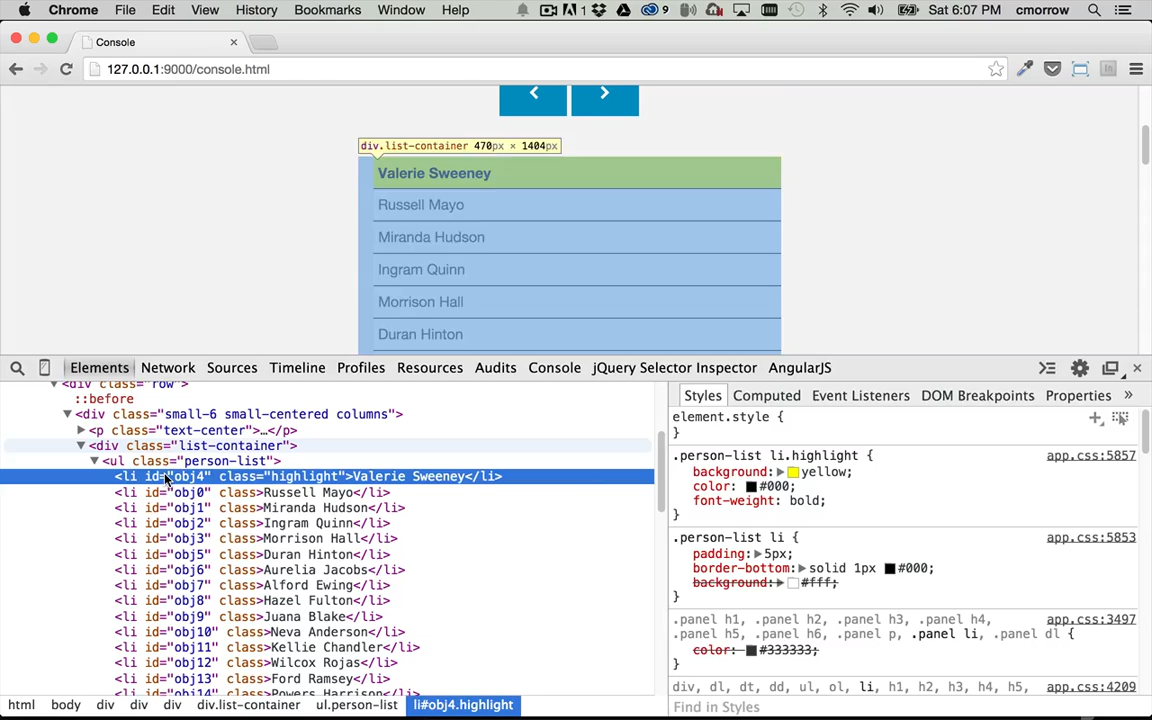 Chrome File Edit View History Bookmarks Window Help 1 9 Sat 6:07 PM cmorrow
Console
127.0.0.1:9000/console.html
div.list-container 470px × 1404px
Valerie Sweeney
Russell Mayo
Miranda Hudson
Ingram Quinn
Morrison Hall
Duran Hinton
Elements Network Sources Timeline Profiles Resources Audits Console jQuery Selector Inspector AngularJS
<div class="row">
::before
<div class="small-6 small-centered columns">
<p class="text-center">…</p>
<div class="list-container">
<ul class="person-list">
<li id="obj4" class="highlight">Valerie Sweeney</li>
<li id="obj0" class>Russell Mayo</li>
<li id="obj1" class>Miranda Hudson</li>
<li id="obj2" class>Ingram Quinn</li>
<li id="obj3" class>Morrison Hall</li>
<li id="obj5" class>Duran Hinton</li>
<li id="obj6" class>Aurelia Jacobs</li>
<li id="obj7" class>Alford Ewing</li>
<li id="obj8" class>Hazel Fulton</li>
<li id="obj9" class>Juana Blake</li>
<li id="obj10" class>Neva Anderson</li>
<li id="obj11" class>Kellie Chandler</li>
<li id="obj12" class>Wilcox Rojas</li>
<li id="obj13" class>Ford Ramsey</li>
<li id="obj14" class>Powers Harrison</li>
html body div div div div.list-container ul.person-list li#obj4.highlight
Styles Computed Event Listeners DOM Breakpoints Properties »
element.style {
}
.person-list li.highlight { app.css:5857
background: yellow;
color: #000;
font-weight: bold;
}
.person-list li { app.css:5853
padding: 5px;
border-bottom: solid 1px #000;
background: #fff;
}
.panel h1, .panel h2, .panel h3, .panel h4, app.css:3497
.panel h5, .panel h6, .panel p, .panel li, .panel dl {
color: #333333;
}
div, dl, dt, dd, ul, ol, li, h1, h2, h3, h4, h5, app.css:4209
Find in Styles